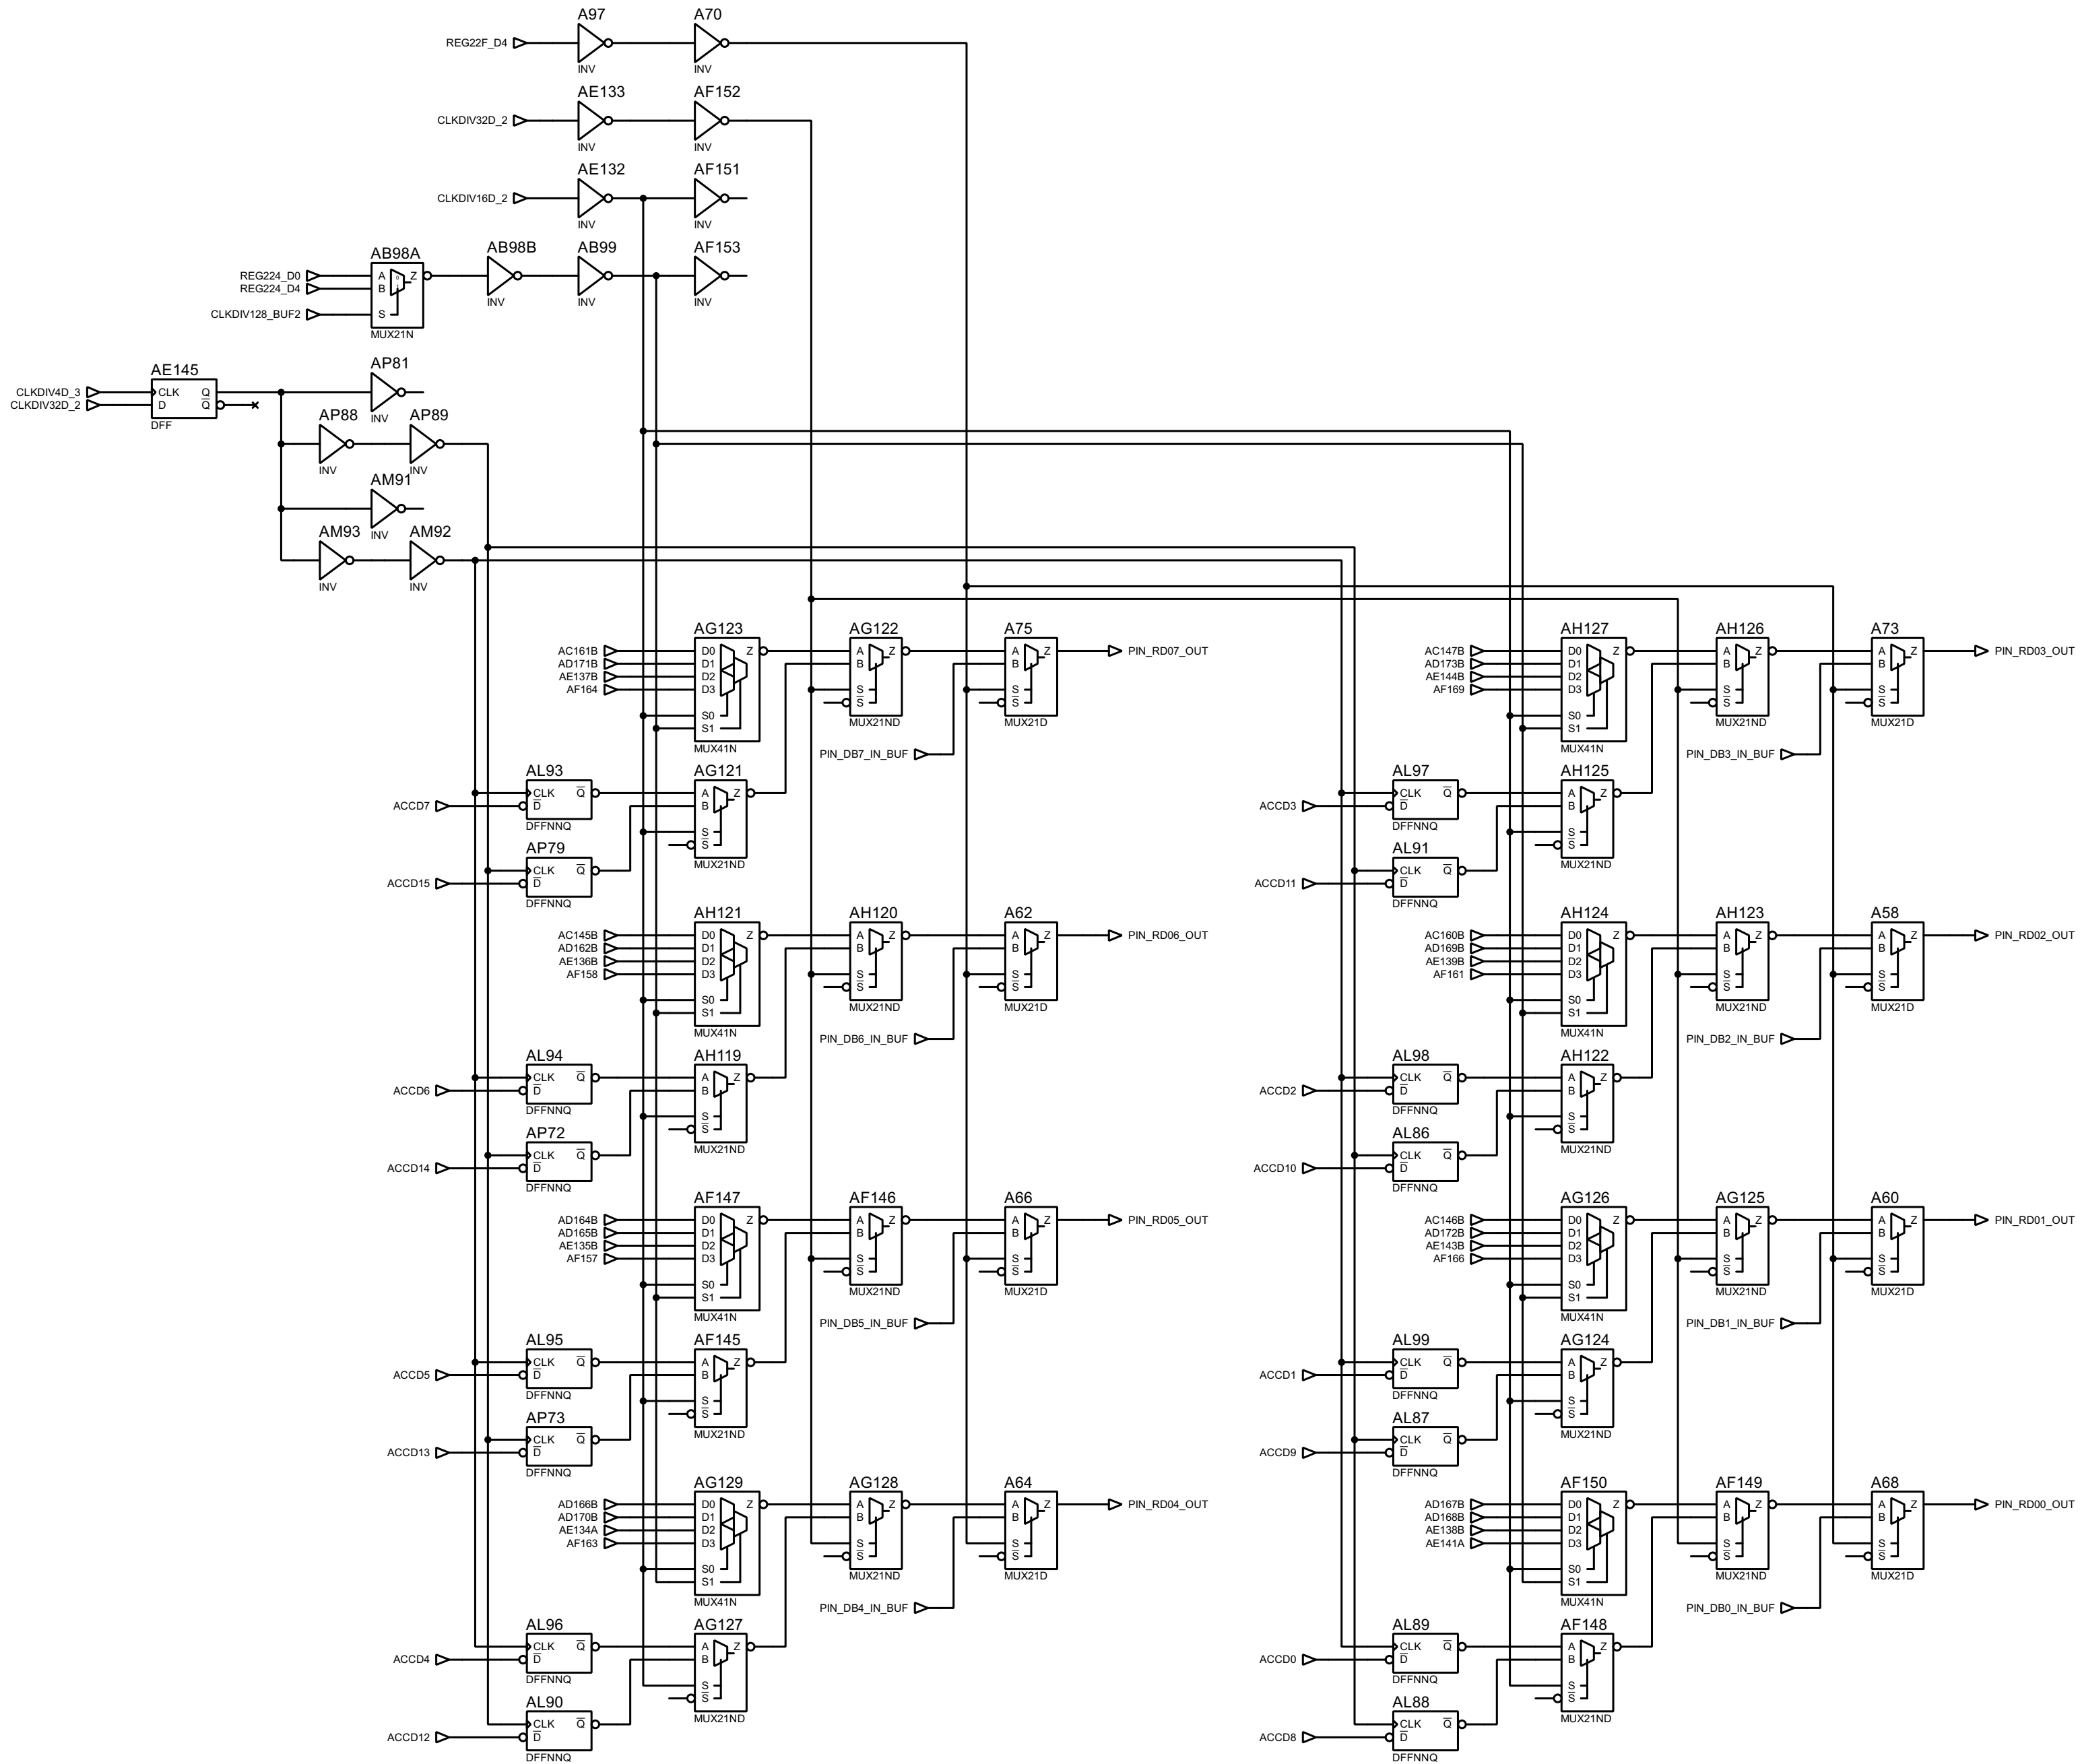 A97 A70
REG22F_D4
INV INV
AE133 AF152
CLKDIV32D_2
INV INV
AE132 AF151
CLKDIV16D_2
INV INV
AB98A AB98B AB99 AF153
REG224_D0 A Z
REG224_D4 B
CLKDIV128_BUF2 S
INV INV INV
MUX21N
AE145 AP81
CLKDIV4D_3 CLK Q
CLKDIV32D_2 D Q
DFF INV
AP88 AP89
INV INV
AM91
INV
AM93 AM92
INV INV
AG123 AG122 A75 AH127 AH126 A73
AC161B D0 Z A Z A Z PIN_RD07_OUT AC147B D0 Z A Z A Z PIN_RD03_OUT
AD171B D1 B B AD173B D1 B B
AE137B D2 AE144B D2
AF164 D3 S S AF169 D3 S S
S S S S
S0 MUX21ND MUX21D S0 MUX21ND MUX21D
S1 S1
MUX41N MUX41N
PIN_DB7_IN_BUF PIN_DB3_IN_BUF
AL93 AG121 AL97 AH125
CLK Q A Z CLK Q A Z
ACCD7 D B ACCD3 D B
DFFNNQ S DFFNNQ S
AP79 S AL91 S
MUX21ND MUX21ND
CLK Q CLK Q
ACCD15 D ACCD11 D
DFFNNQ DFFNNQ
AH121 AH120 A62 AH124 AH123 A58
AC145B D0 Z A Z A Z PIN_RD06_OUT AC160B D0 Z A Z A Z PIN_RD02_OUT
AD162B D1 B B AD169B D1 B B
AE136B D2 AE139B D2
AF158 D3 S S AF161 D3 S S
S S S S
S0 MUX21ND MUX21D S0 MUX21ND MUX21D
S1 S1
MUX41N MUX41N
PIN_DB6_IN_BUF PIN_DB2_IN_BUF
AL94 AH119 AL98 AH122
CLK Q A Z CLK Q A Z
ACCD6 D B ACCD2 D B
DFFNNQ S DFFNNQ S
AP72 S AL86 S
MUX21ND MUX21ND
CLK Q CLK Q
ACCD14 D ACCD10 D
DFFNNQ DFFNNQ
AF147 AF146 A66 AG126 AG125 A60
AD164B D0 Z A Z A Z PIN_RD05_OUT AC146B D0 Z A Z A Z PIN_RD01_OUT
AD165B D1 B B AD172B D1 B B
AE135B D2 AE143B D2
AF157 D3 S S AF166 D3 S S
S S S S
S0 MUX21ND MUX21D S0 MUX21ND MUX21D
S1 S1
MUX41N MUX41N
PIN_DB5_IN_BUF PIN_DB1_IN_BUF
AL95 AF145 AL99 AG124
CLK Q A Z CLK Q A Z
ACCD5 D B ACCD1 D B
DFFNNQ S DFFNNQ S
AP73 S AL87 S
MUX21ND MUX21ND
CLK Q CLK Q
ACCD13 D ACCD9 D
DFFNNQ DFFNNQ
AG129 AG128 A64 AF150 AF149 A68
AD166B D0 Z A Z A Z PIN_RD04_OUT AD167B D0 Z A Z A Z PIN_RD00_OUT
AD170B D1 B B AD168B D1 B B
AE134A D2 AE138B D2
AF163 D3 S S AE141A D3 S S
S S S S
S0 MUX21ND MUX21D S0 MUX21ND MUX21D
S1 S1
MUX41N MUX41N
PIN_DB4_IN_BUF PIN_DB0_IN_BUF
AL96 AG127 AL89 AF148
CLK Q A Z CLK Q A Z
ACCD4 D B ACCD0 D B
DFFNNQ S DFFNNQ S
AL90 S AL88 S
MUX21ND MUX21ND
CLK Q CLK Q
ACCD12 D ACCD8 D
DFFNNQ DFFNNQ